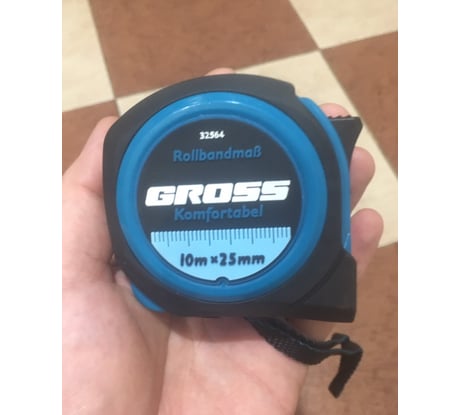 32564
Rollbandmaß
GROSS
Komfortabel
10m x 25mm